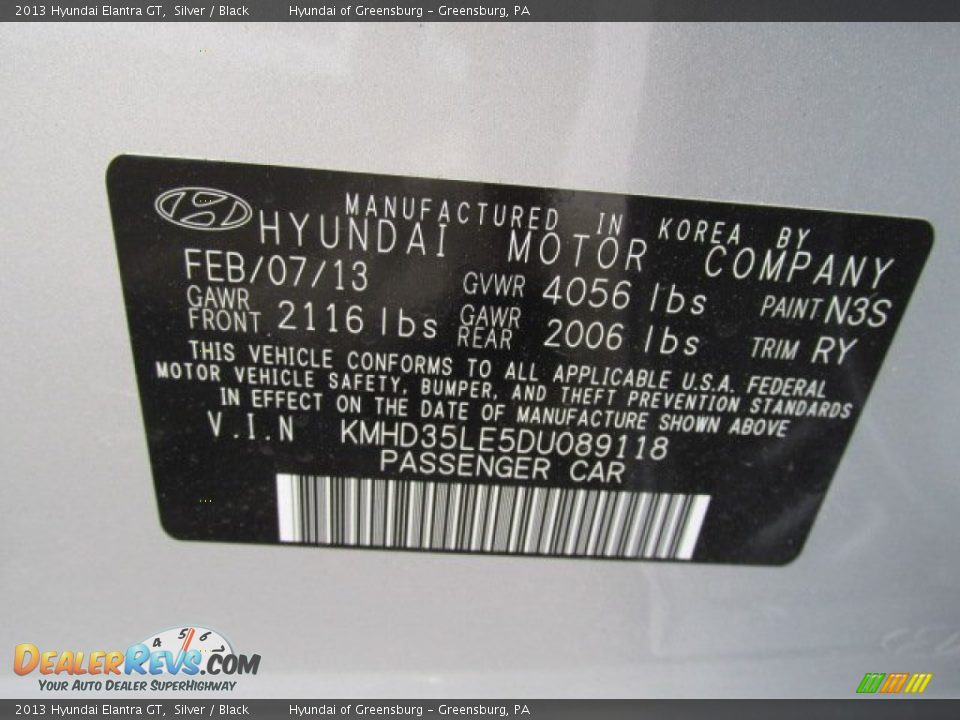 2013 Hyundai Elantra GT, Silver / Black Hyundai of Greensburg - Greensburg, PA
MANUFACTURED IN KOREA BY
HYUNDAI MOTOR COMPANY
FEB/07/13 GVWR 4056 lbs PAINT N3S
GAWR FRONT 2116 lbs GAWR REAR 2006 lbs TRIM RY
THIS VEHICLE CONFORMS TO ALL APPLICABLE U.S.A. FEDERAL
MOTOR VEHICLE SAFETY, BUMPER, AND THEFT PREVENTION STANDARDS
IN EFFECT ON THE DATE OF MANUFACTURE SHOWN ABOVE
V.I.N KMHD35LE5DU089118
PASSENGER CAR
4 5 6 7
DEALERREVS.COM
YOUR AUTO DEALER SUPERHIGHWAY
2013 Hyundai Elantra GT, Silver / Black Hyundai of Greensburg - Greensburg, PA